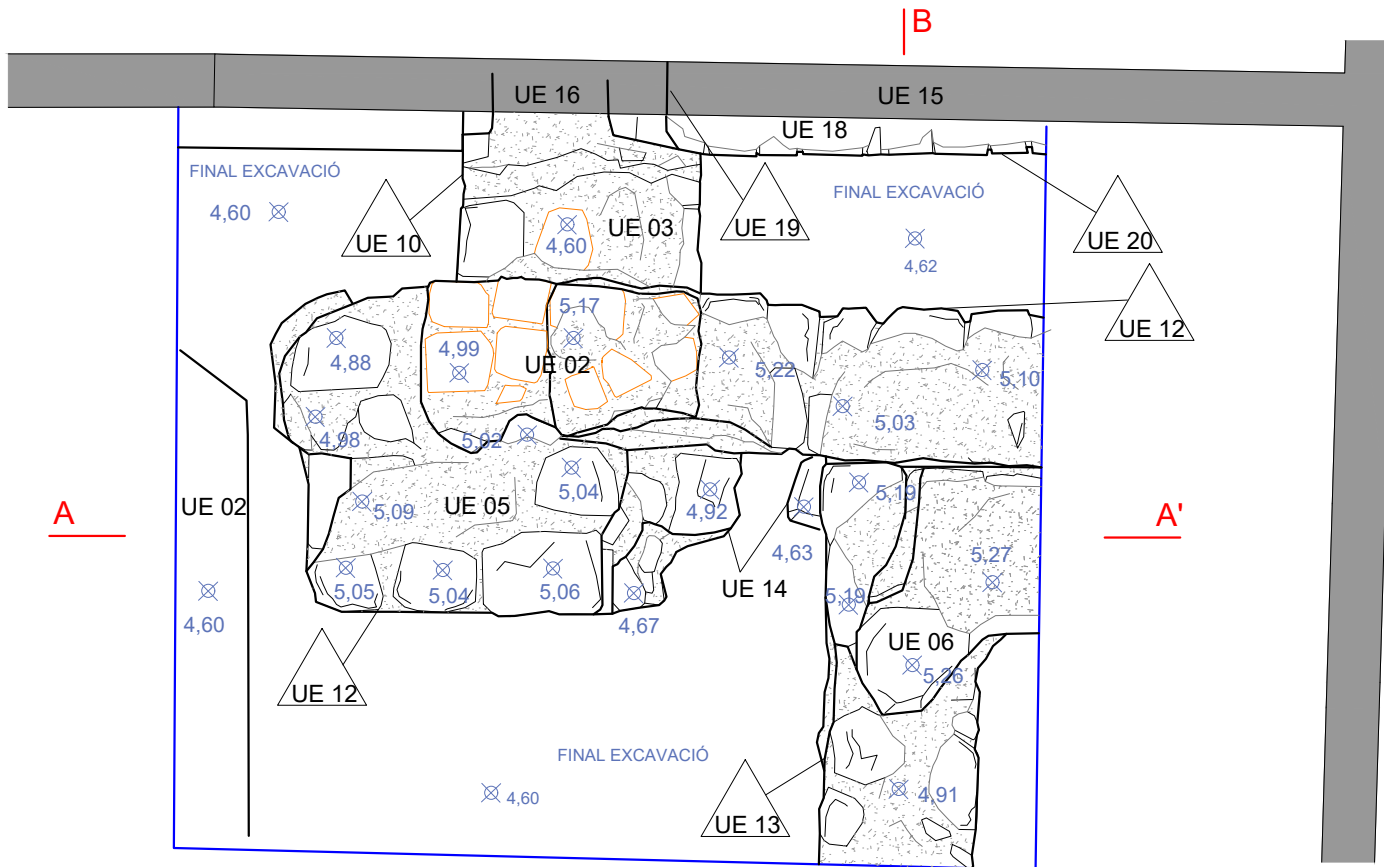 B
UE 16
UE 15
UE 18
FINAL EXCAVACIÓ
FINAL EXCAVACIÓ
4,60
UE 10
UE 03
4,60
UE 19
4,62
UE 20
UE 12
5,17
4,88
4,99
UE 02
5,22
5,10
4,98
5,02
5,03
UE 02
5,09
UE 05
5,04
4,92
5,19
A
A'
4,63
5,27
5,05
5,04
5,06
UE 14
5,19
4,60
4,67
UE 06
5,26
UE 12
FINAL EXCAVACIÓ
4,60
4,91
UE 13